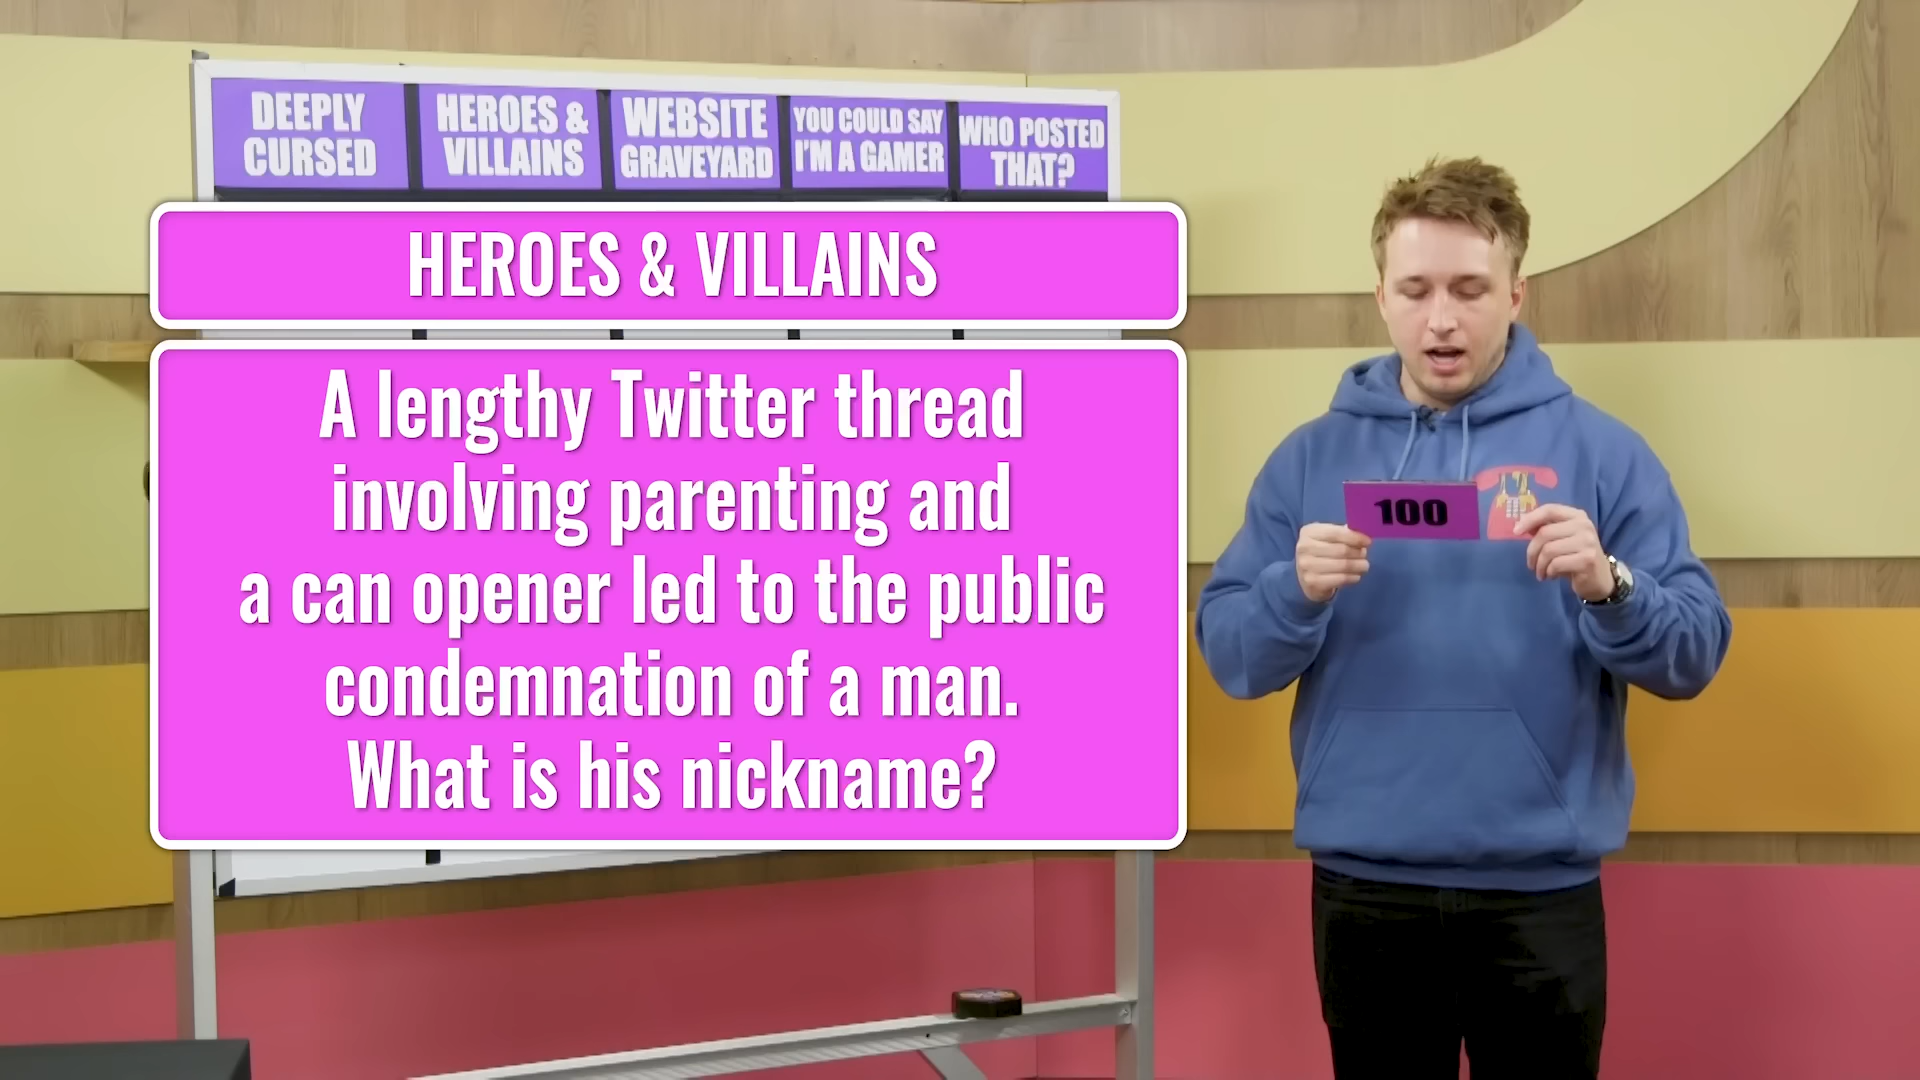 DEEPLY
CURSED
HEROES &
VILLAINS
WEBSITE
GRAVEYARD
YOU COULD SAY
I'M A GAMER
WHO POSTED
THAT?
HEROES & VILLAINS
A lengthy Twitter thread
involving parenting and
a can opener led to the public
condemnation of a man.
What is his nickname?
100